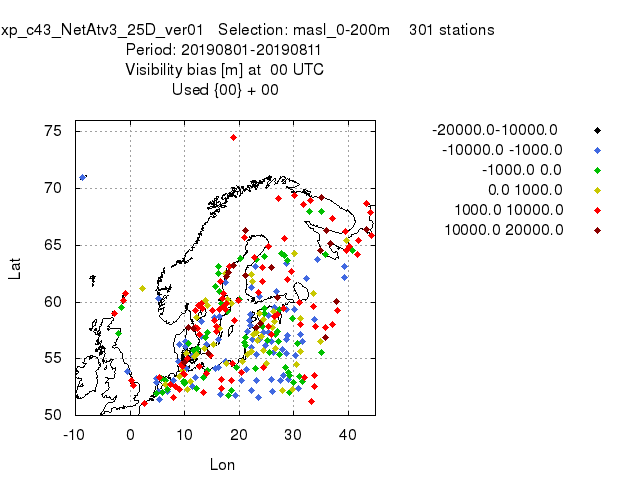 xp_c43_NetAtv3_25D_ver01 Selection: masl_0-200m 301 stations
Period: 20190801-20190811
Visibility bias [m] at 00 UTC
Used {00} + 00
-20000.0-10000.0
-10000.0 -1000.0
-1000.0 0.0
0.0 1000.0
1000.0 10000.0
10000.0 20000.0
75
70
65
60
55
50
Lat
-10 0 10 20 30 40
Lon